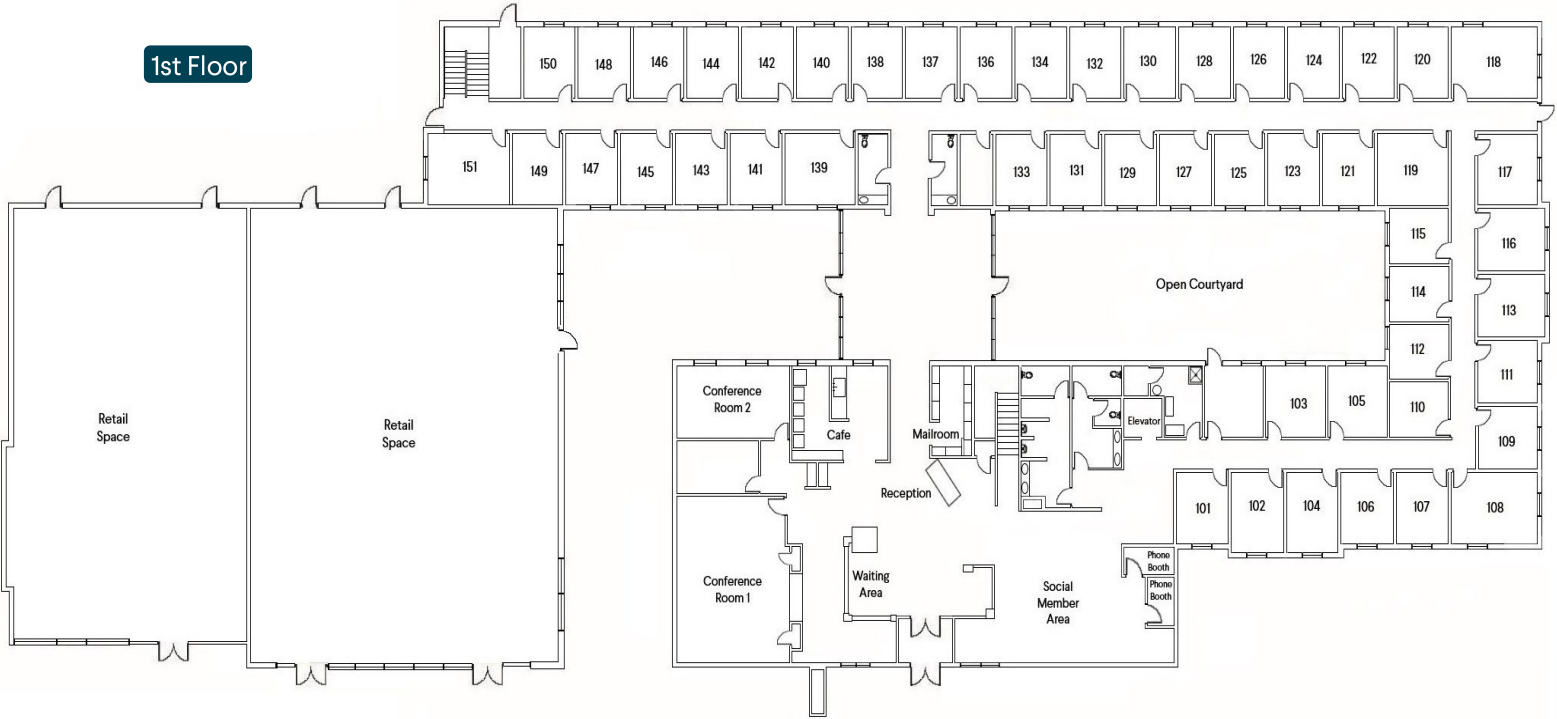 1st Floor
150
148
146
144
142
140
138
137
136
134
132
130
128
126
124
122
120
118
151
149
147
145
143
141
139
133
131
129
127
125
123
121
119
117
115
116
114
113
112
111
110
109
Open Courtyard
Retail
Space
Retail
Space
Conference
Room 2
Cafe
Mailroom
Elevator
103
105
Reception
101
102
104
106
107
108
Conference
Room 1
Waiting
Area
Social
Member
Area
Phone
Booth
Phone
Booth